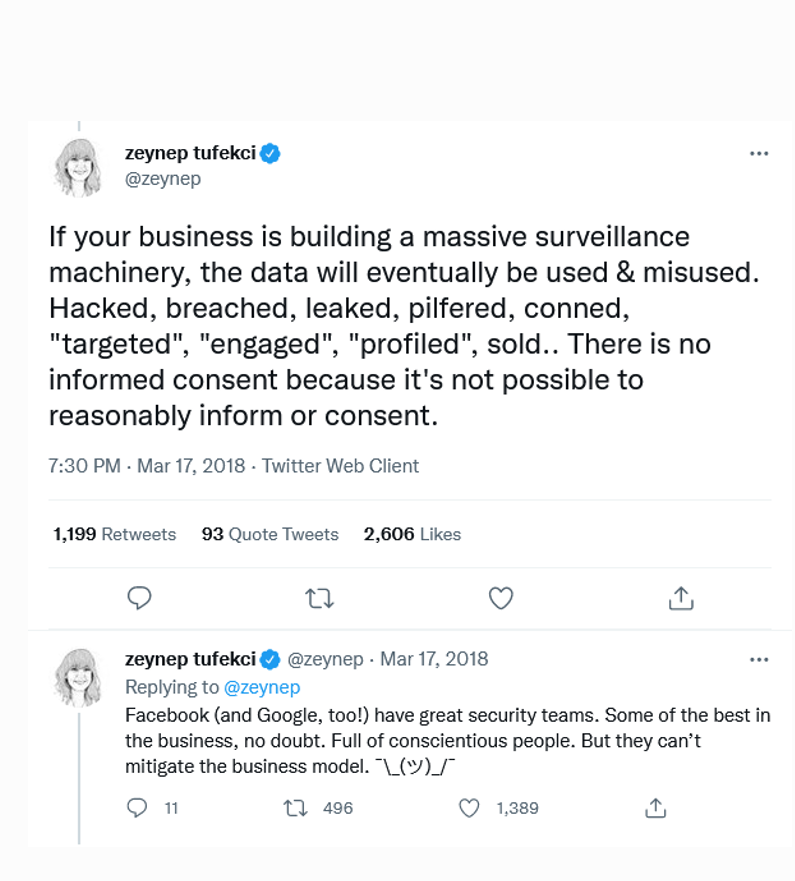 zeynep tufekci
@zeynep
If your business is building a massive surveillance
machinery, the data will eventually be used & misused.
Hacked, breached, leaked, pilfered, conned,
"targeted", "engaged", "profiled", sold.. There is no
informed consent because it's not possible to
reasonably inform or consent.
7:30 PM · Mar 17, 2018 · Twitter Web Client
1,199 Retweets 93 Quote Tweets 2,606 Likes
zeynep tufekci @zeynep · Mar 17, 2018
Replying to @zeynep
Facebook (and Google, too!) have great security teams. Some of the best in
the business, no doubt. Full of conscientious people. But they can’t
mitigate the business model. ¯\_(ツ)_/¯
11 496 1,389